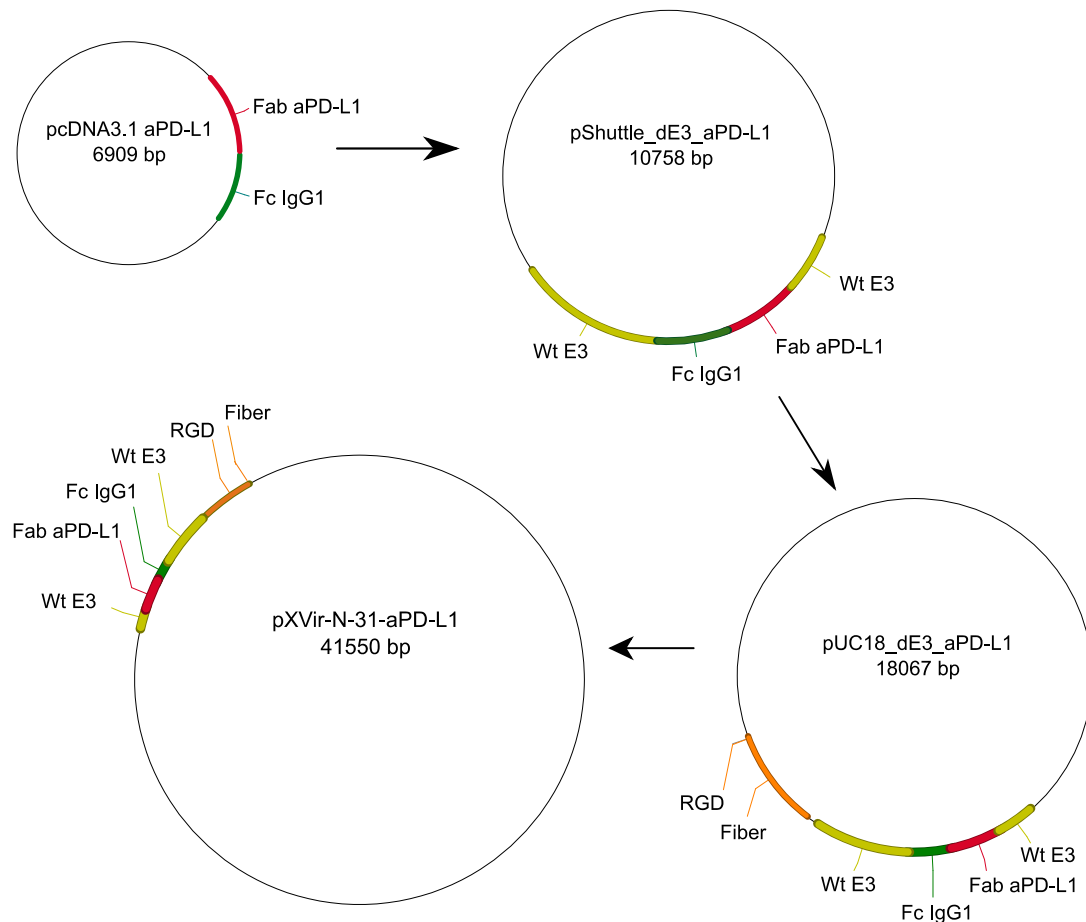 pcDNA3.1 aPD-L1
6909 bp
Fab aPD-L1
Fc IgG1
pShuttle_dE3_aPD-L1
10758 bp
Wt E3
Wt E3
Fab aPD-L1
Fc IgG1
Fiber
RGD
Wt E3
Fc IgG1
Fab aPD-L1
Wt E3
pXVir-N-31-aPD-L1
41550 bp
pUC18_dE3_aPD-L1
18067 bp
RGD
Fiber
Wt E3
Wt E3
Fab aPD-L1
Fc IgG1